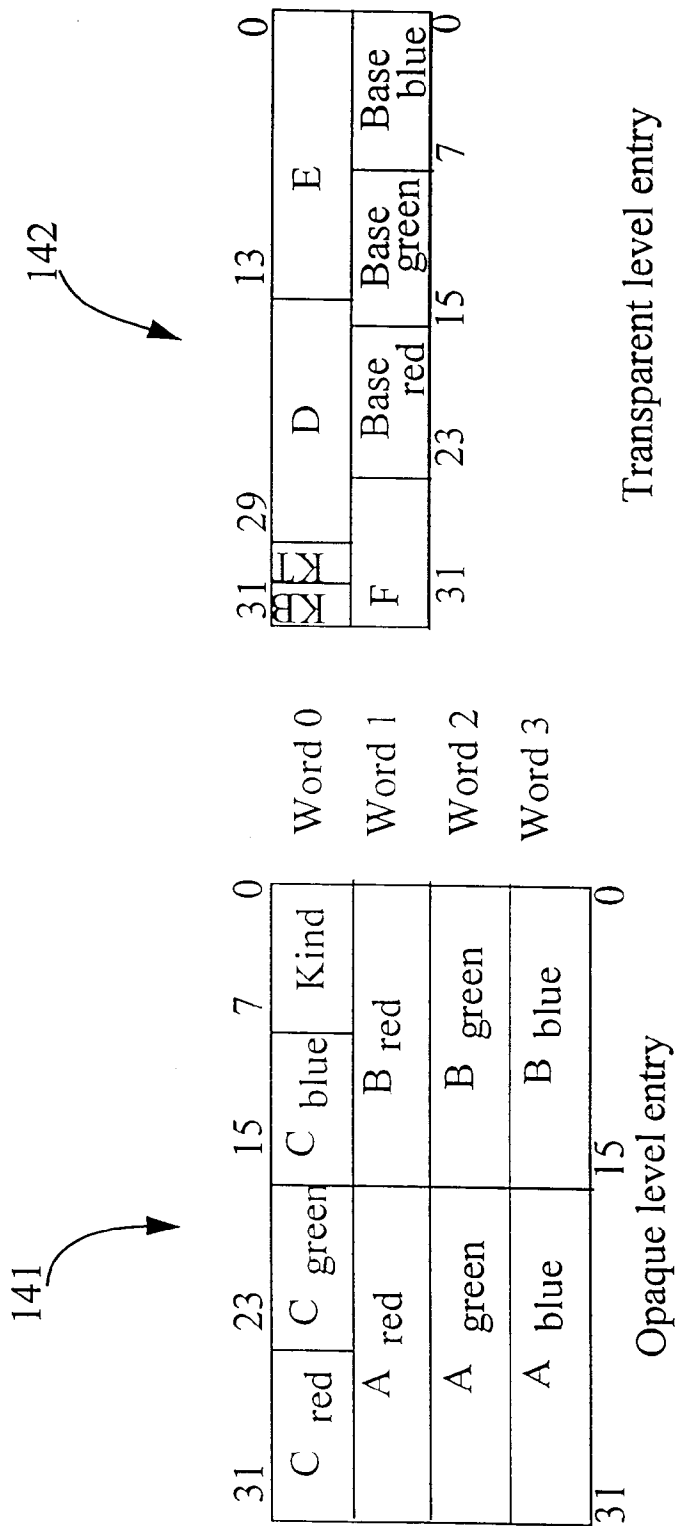 141
31 23 15 7 0
C red C green C blue Kind Word 0
A red B red Word 1
A green B green Word 2
A blue B blue Word 3
31 15 0
Opaque level entry
142
31 29 13 0
KB KT D E
F Base red Base green Base blue
31 23 15 7 0
Transparent level entry